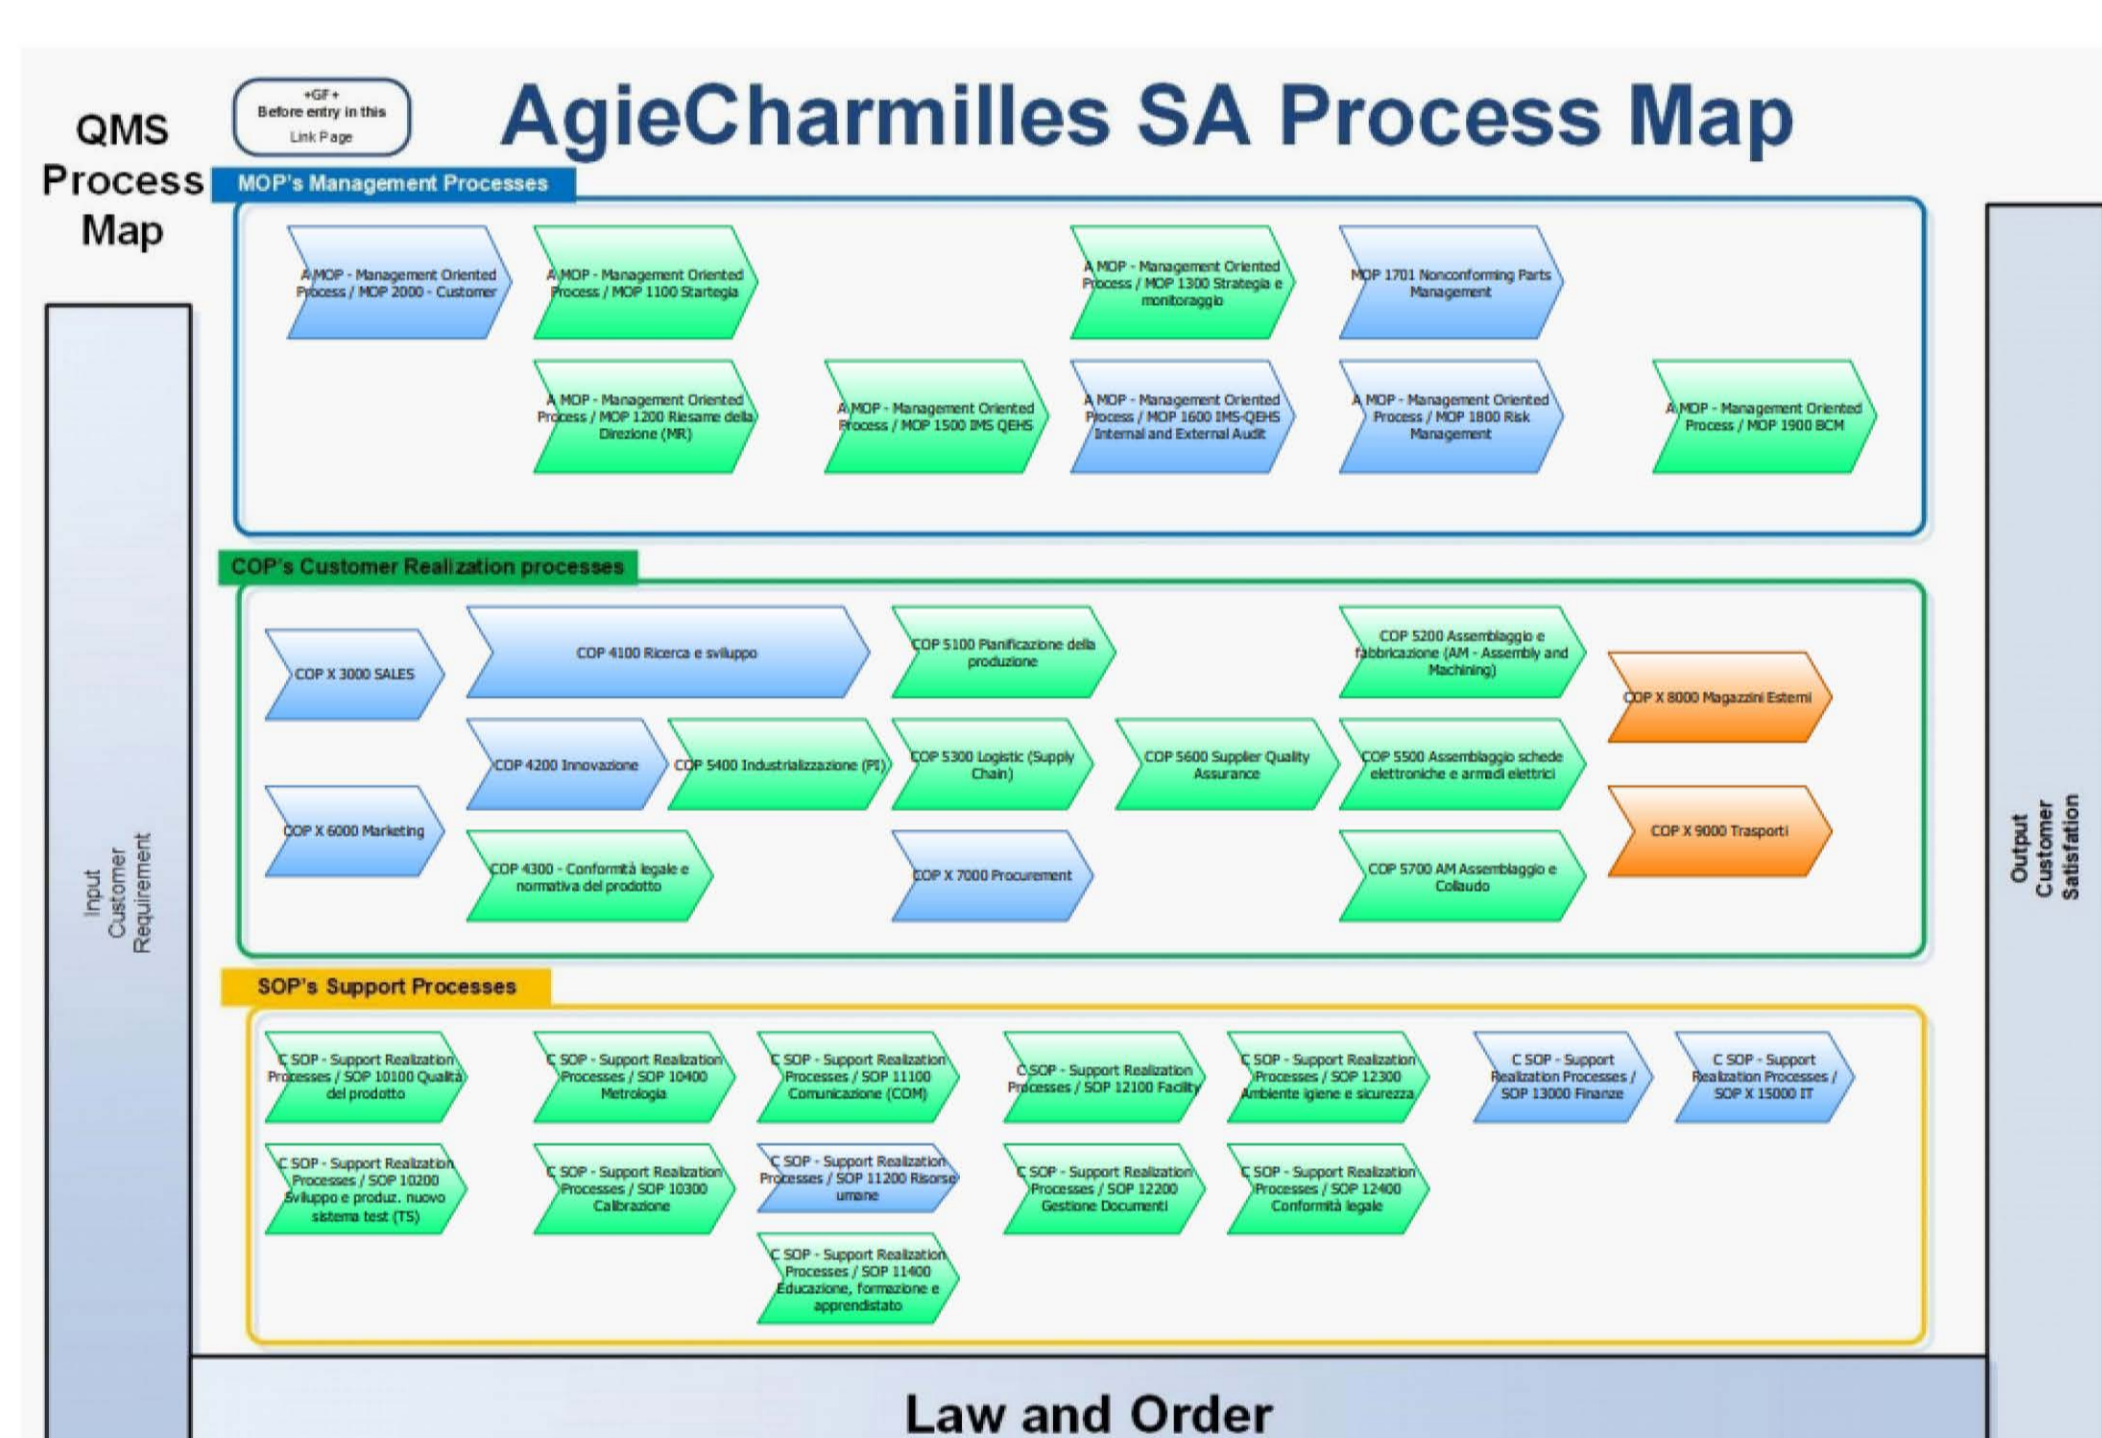 QMS
Process
Map
+GF+
Before entry in this
Link Page
AgieCharmilles SA Process Map
MOP's Management Processes
A MOP - Management Oriented
Process / MOP 2000 - Customer
A MOP - Management Oriented
Process / MOP 1100 Startegia
A MOP - Management Oriented
Process / MOP 1300 Strategia e
monitoraggio
MOP 1701 Nonconforming Parts
Management
A MOP - Management Oriented
Process / MOP 1200 Riesame della
Direzione (MR)
A MOP - Management Oriented
Process / MOP 1500 IMS QEHS
A MOP - Management Oriented
Process / MOP 1600 IMS-QEHS
Internal and External Audit
A MOP - Management Oriented
Process / MOP 1800 Risk
Management
A MOP - Management Oriented
Process / MOP 1900 BCM
COP's Customer Realization processes
COP X 3000 SALES
COP 4100 Ricerca e sviluppo
COP 5100 Pianificazione della
produzione
COP 5200 Assemblaggio e
fabbricazione (AM - Assembly and
Machining)
COP X 8000 Magazzini Esterni
COP 4200 Innovazione
COP 5400 Industrializzazione (PI)
COP 5300 Logistic (Supply
Chain)
COP 5600 Supplier Quality
Assurance
COP 5500 Assemblaggio schede
elettroniche e armadi elettrici
COP X 6000 Marketing
COP 4300 - Conformità legale e
normativa del prodotto
COP X 7000 Procurement
COP 5700 AM Assemblaggio e
Collaudo
COP X 9000 Trasporti
SOP's Support Processes
C SOP - Support Realization
Processes / SOP 10100 Qualità
del prodotto
C SOP - Support Realization
Processes / SOP 10400
Metrologia
C SOP - Support Realization
Processes / SOP 11100
Comunicazione (COM)
C SOP - Support Realization
Processes / SOP 12100 Facility
C SOP - Support Realization
Processes / SOP 12300
Ambiente igiene e sicurezza
C SOP - Support
Realization Processes /
SOP 13000 Finanze
C SOP - Support
Realization Processes /
SOP X 15000 IT
C SOP - Support Realization
Processes / SOP 10200
Sviluppo e produz. nuovo
sistema test (TS)
C SOP - Support Realization
Processes / SOP 10300
Calibrazione
C SOP - Support Realization
Processes / SOP 11200 Risorse
umane
C SOP - Support Realization
Processes / SOP 12200
Gestione Documenti
C SOP - Support Realization
Processes / SOP 12400
Conformità legale
C SOP - Support Realization
Processes / SOP 11400
Educazione, formazione e
apprendistato
Input
Customer
Requirement
Output
Customer
Satisfation
Law and Order